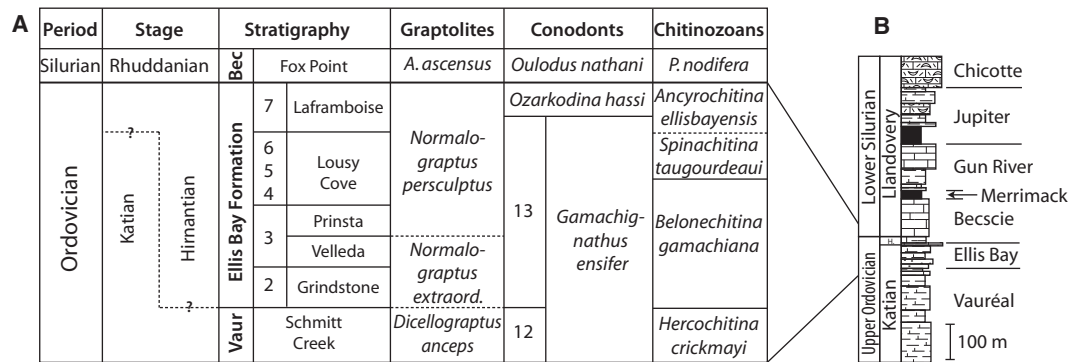 A
Period Stage Stratigraphy Graptolites Conodonts Chitinozoans
Silurian Rhuddanian Bec Fox Point A. ascensus Oulodus nathani P. nodifera
Ordovician
?
Katian
Hirnantian
?
Ellis Bay Formation
Vaur
7 Laframboise
6
5
4
Lousy
Cove
3
Prinsta
Velleda
2 Grindstone
Schmitt
Creek
Normalo-
graptus
persculptus
Normalo-
graptus
extraord.
Dicellograptus
anceps
Ozarkodina hassi
13
12
Gamachig-
nathus
ensifer
Ancyrochitina
ellisbayensis
Spinachitina
taugourdeaui
Belonechitina
gamachiana
Hercochitina
crickmayi
B
Lower Silurian
Llandovery
Upper Ordovician
Katian
H.
Chicotte
Jupiter
Gun River
Merrimack
Becscie
Ellis Bay
Vauréal
100 m